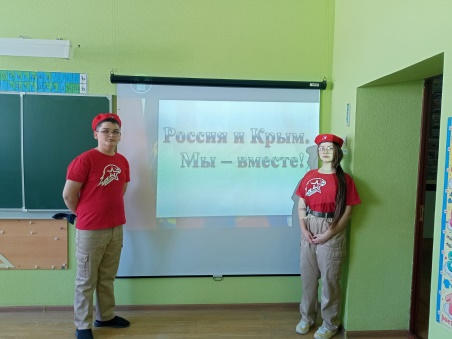 Россия и Крым.
Мы – вместе!